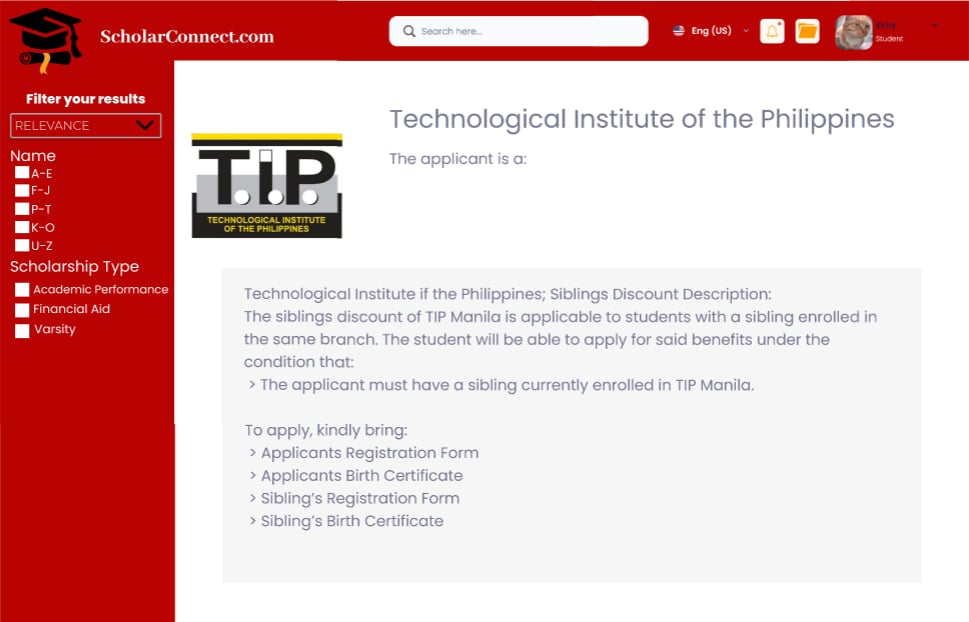 ScholarConnect.com
Search here...
Eng (US)
Kirby
Student
Filter your results
RELEVANCE
Name
A-E
F-J
P-T
K-O
U-Z
Scholarship Type
Academic Performance
Financial Aid
Varsity
TIP
TECHNOLOGICAL INSTITUTE
OF THE PHILIPPINES
Technological Institute of the Philippines
The applicant is a:
Technological Institute if the Philippines; Siblings Discount Description:
The siblings discount of TIP Manila is applicable to students with a sibling enrolled in
the same branch. The student will be able to apply for said benefits under the
condition that:
> The applicant must have a sibling currently enrolled in TIP Manila.
To apply, kindly bring:
> Applicants Registration Form
> Applicants Birth Certificate
> Sibling’s Registration Form
> Sibling’s Birth Certificate